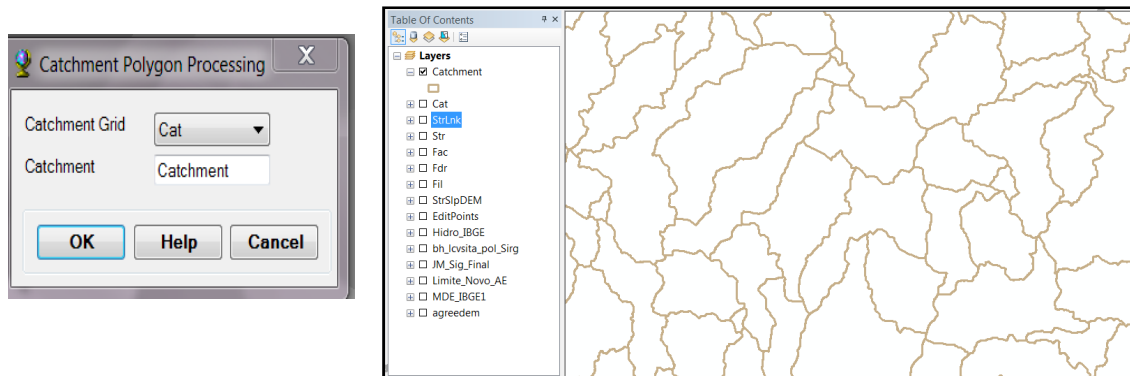 Catchment Polygon Processing
X
Catchment Grid
Cat
Catchment
Catchment
OK
Help
Cancel
Table Of Contents
Layers
Catchment
Cat
StrLnk
Str
Fac
Fdr
Fil
StrSlpDEM
EditPoints
Hidro_IBGE
bh_lcvsita_pol_Sirg
JM_Sig_Final
Limite_Novo_AE
MDE_IBGE1
agreedem